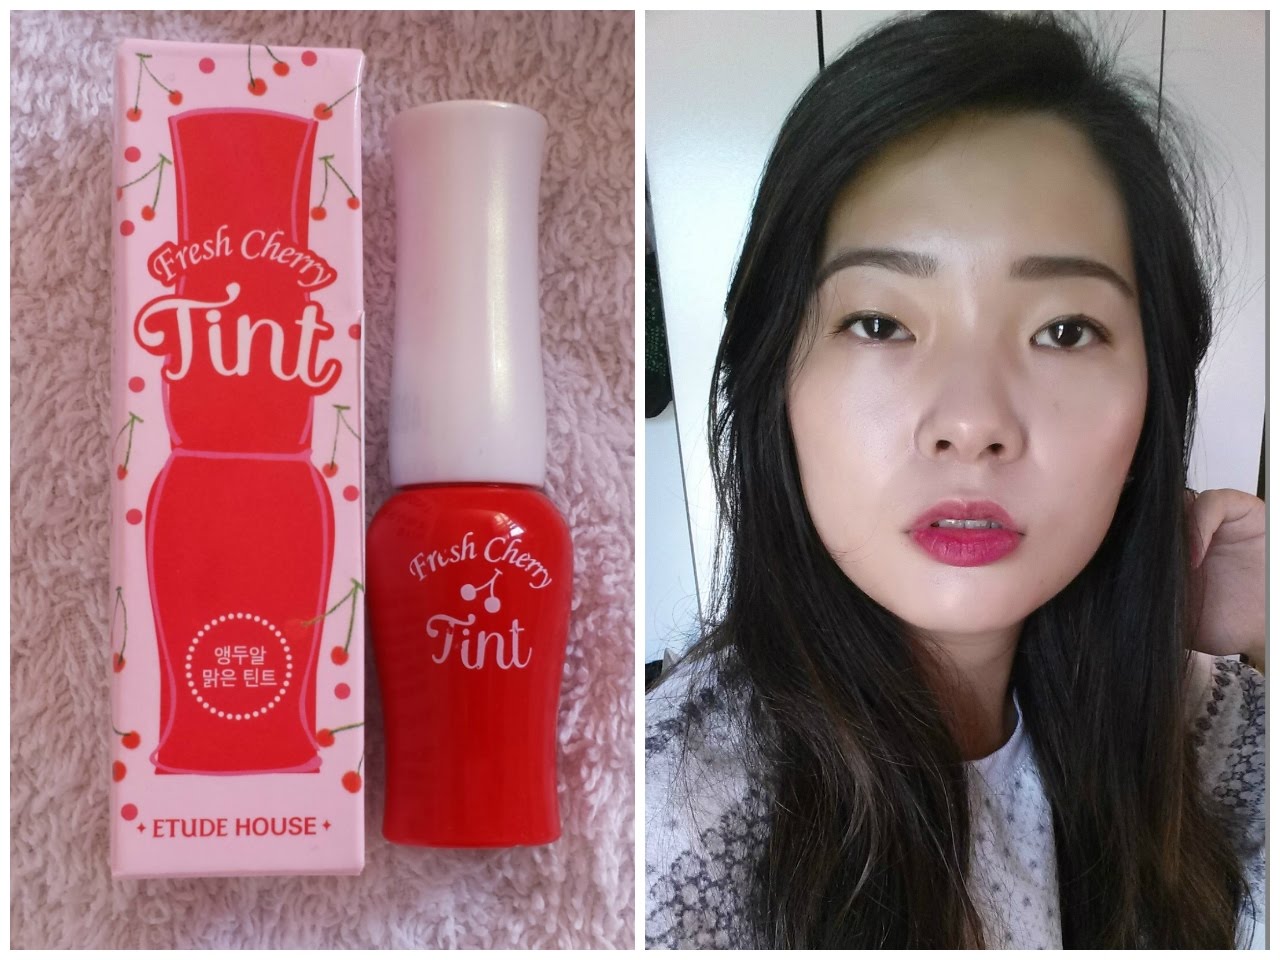 Fresh Cherry
Tint
앵두알
맑은 틴트
ETUDE HOUSE
Fresh Cherry
Tint